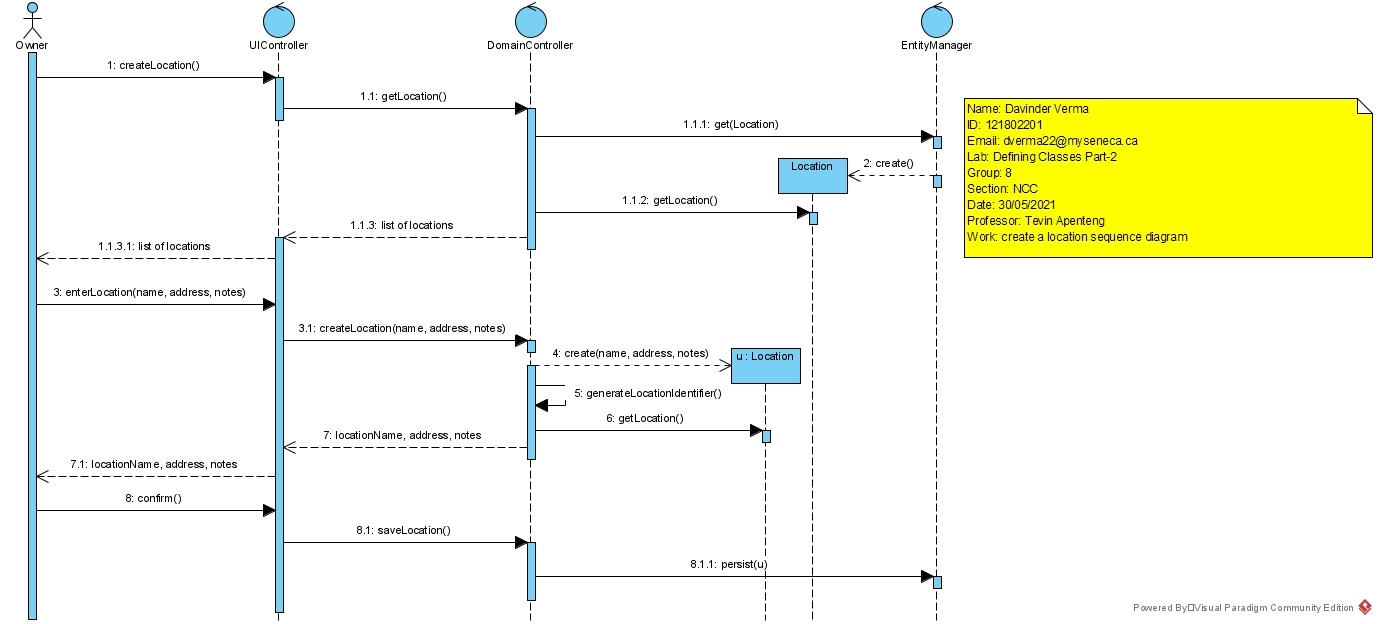 Owner
UIController
DomainController
EntityManager
1: createLocation()
1.1: getLocation()
1.1.1: get(Location)
Location
2: create()
1.1.2: getLocation()
1.1.3: list of locations
1.1.3.1: list of locations
3: enterLocation(name, address, notes)
3.1: createLocation(name, address, notes)
4: create(name, address, notes)
u : Location
5: generateLocationIdentifier()
6: getLocation()
7: locationName, address, notes
7.1: locationName, address, notes
8: confirm()
8.1: saveLocation()
8.1.1: persist(u)
Name: Davinder Verma
ID: 121802201
Email: dverma22@myseneca.ca
Lab: Defining Classes Part-2
Group: 8
Section: NCC
Date: 30/05/2021
Professor: Tevin Apenteng
Work: create a location sequence diagram
Powered By□Visual Paradigm Community Edition